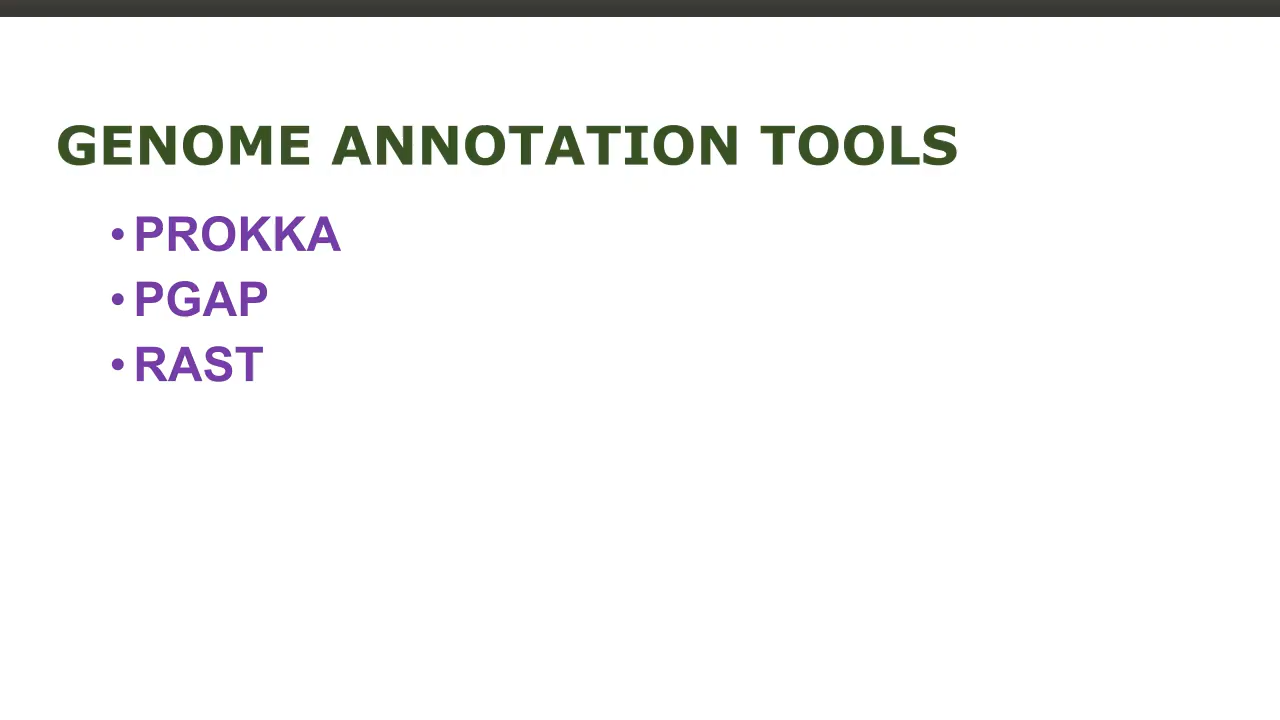 GENOME ANNOTATION TOOLS
• PROKKA
• PGAP
• RAST